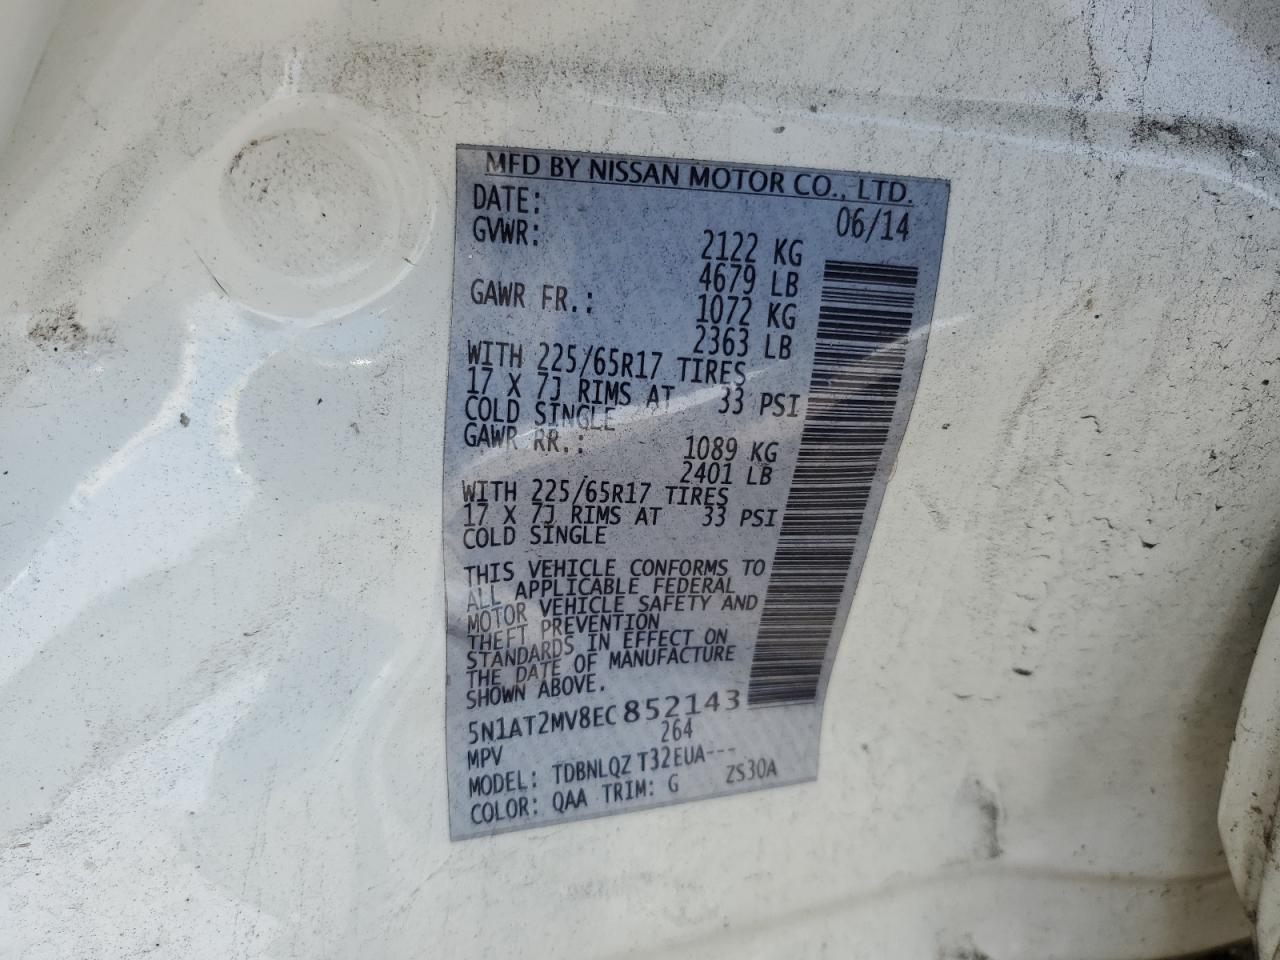 MFD BY NISSAN MOTOR CO., LTD.
DATE: 06/14
GVWR: 2122 KG
4679 LB
GAWR FR.: 1072 KG
2363 LB
WITH 225/65R17 TIRES
17 X 7J RIMS AT 33 PSI
COLD SINGLE
GAWR RR.: 1089 KG
2401 LB
WITH 225/65R17 TIRES
17 X 7J RIMS AT 33 PSI
COLD SINGLE
THIS VEHICLE CONFORMS TO
ALL APPLICABLE FEDERAL
MOTOR VEHICLE SAFETY AND
THEFT PREVENTION
STANDARDS IN EFFECT ON
THE DATE OF MANUFACTURE
SHOWN ABOVE.
5N1AT2MV8EC852143
MPV 264
MODEL: TDBNLQZ T32EUA---
COLOR: QAA TRIM: G ZS30A